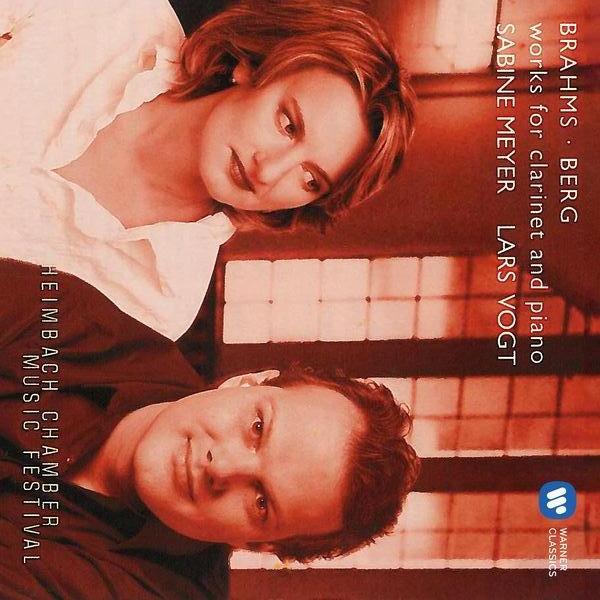 BRAHMS · BERG
works for clarinet and piano
SABINE MEYER LARS VOGT
WARNER
CLASSICS
HEIMBACH CHAMBER
MUSIC FESTIVAL